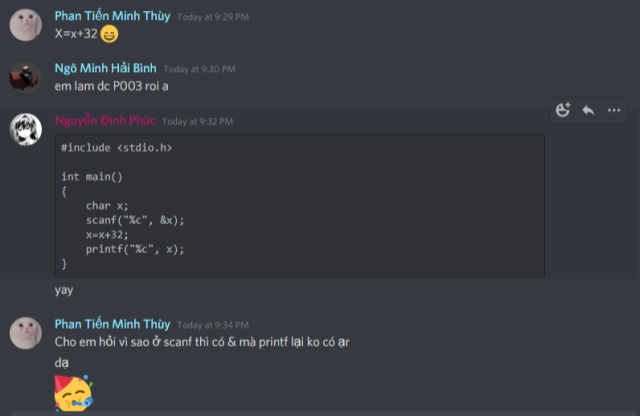 Phan Tiến Minh Thùy Today at 9:29 PM
X=x+32
Ngô Minh Hải Bình Today at 9:30 PM
em lam dc P003 roi a
Nguyễn Đình Phúc Today at 9:32 PM
#include <stdio.h>
int main()
{
    char x;
    scanf("%c", &x);
    x=x+32;
    printf("%c", x);
}
yay
Phan Tiến Minh Thùy Today at 9:34 PM
Cho em hỏi vì sao ở scanf thì có & mà printf lại ko có ạr
dạ